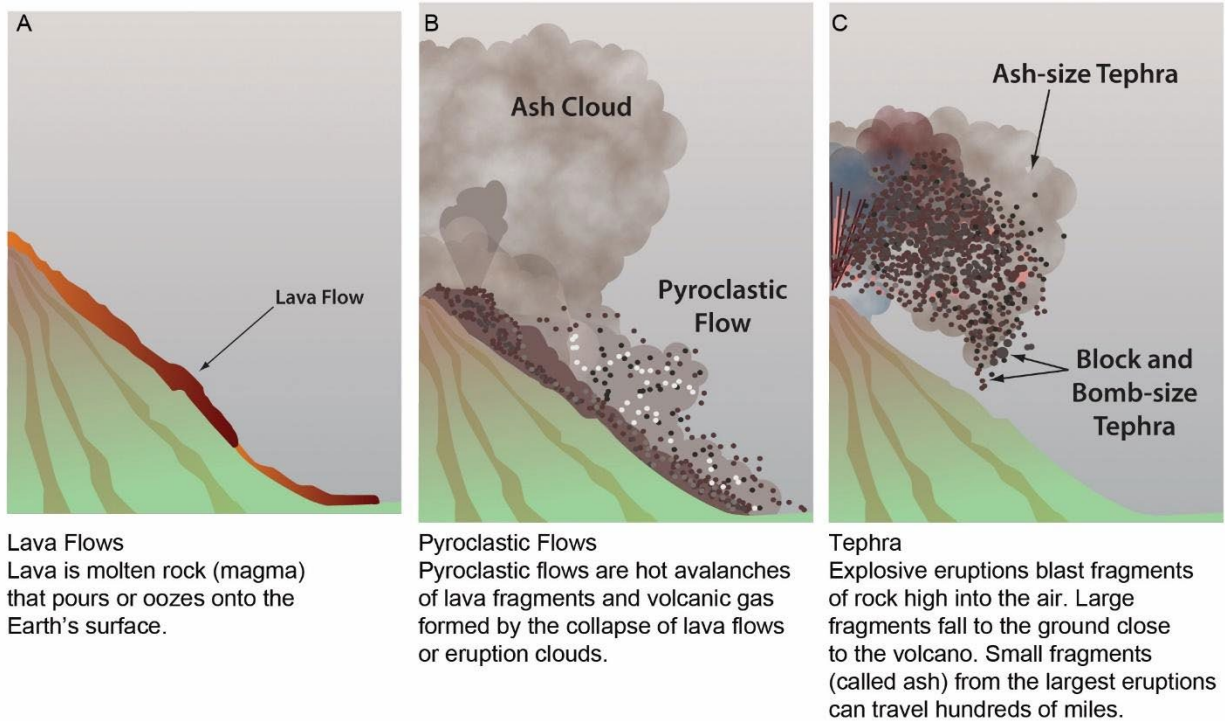 A
Lava Flow
Lava Flows
Lava is molten rock (magma)
that pours or oozes onto the
Earth’s surface.
B
Ash Cloud
Pyroclastic
Flow
Pyroclastic Flows
Pyroclastic flows are hot avalanches
of lava fragments and volcanic gas
formed by the collapse of lava flows
or eruption clouds.
C
Ash-size Tephra
Block and
Bomb-size
Tephra
Tephra
Explosive eruptions blast fragments
of rock high into the air. Large
fragments fall to the ground close
to the volcano. Small fragments
(called ash) from the largest eruptions
can travel hundreds of miles.